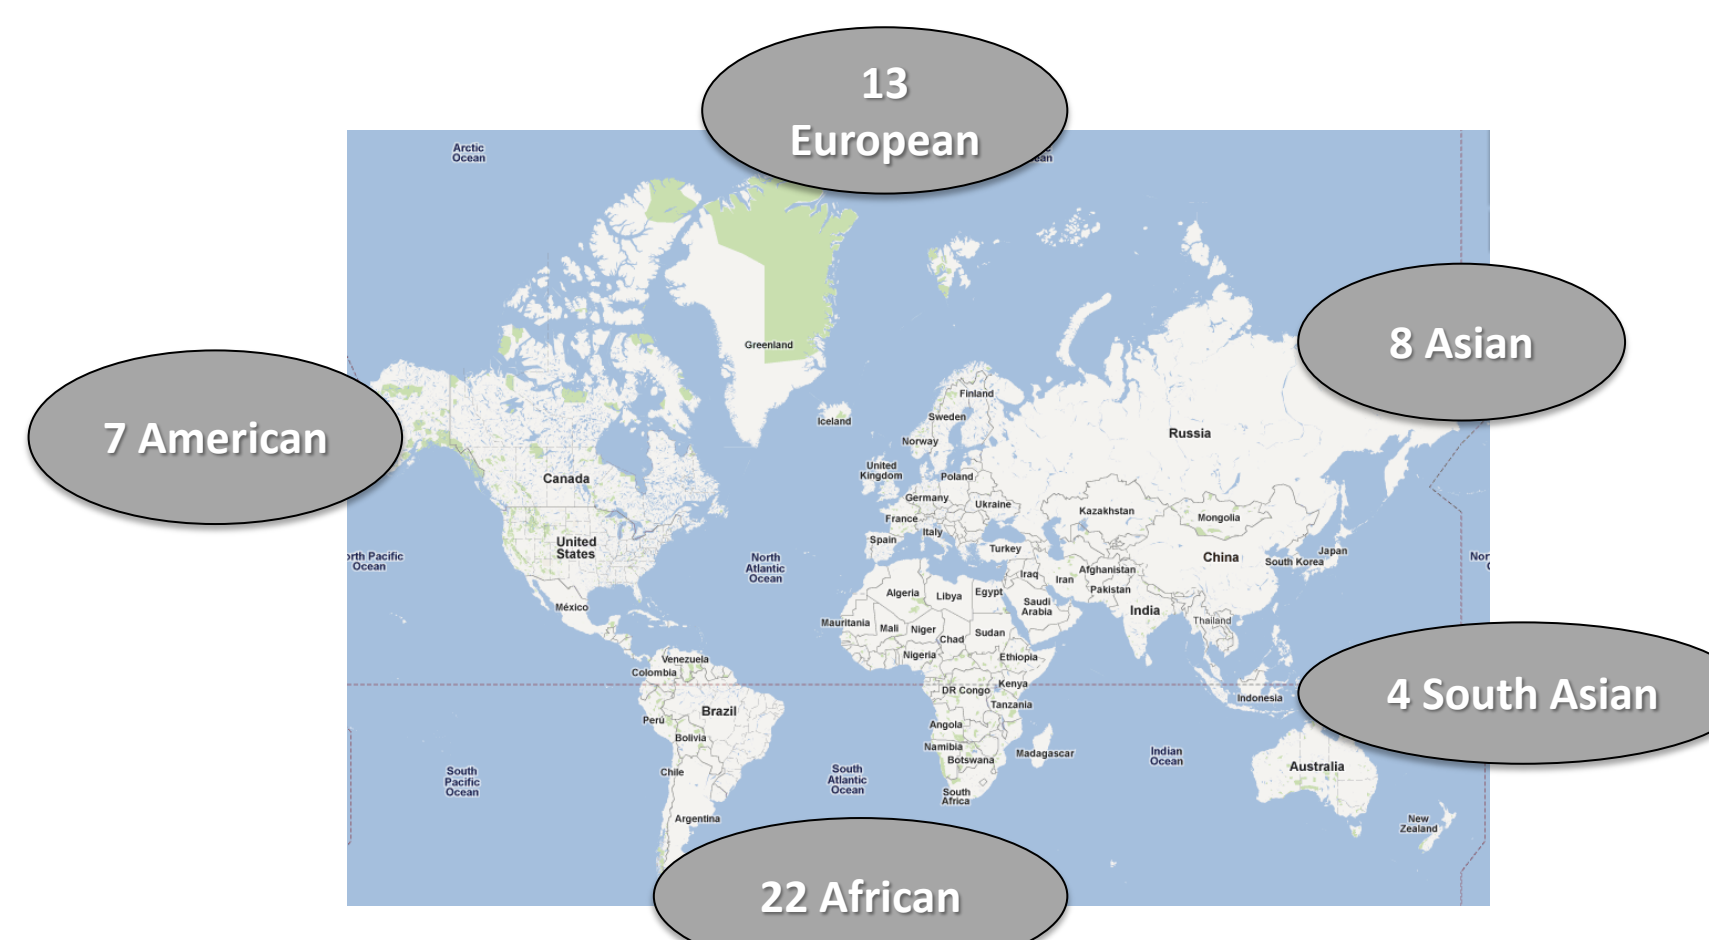 13
European
Arctic
Ocean
8 Asian
Greenland
7 American
Finland
Iceland
Sweden
Norway
Russia
United
Kingdom
Canada
Poland
Germany
Ukraine
Kazakhstan
France
Mongolia
Italy
Spain
United
States
Turkey
Japan
North
Atlantic
Ocean
China
South Korea
Afghanistan
Iraq
Iran
Pakistan
Algeria
Libya
Egypt
Saudi
Arabia
México
India
Thailand
Mauritania
Mali
Niger
Chad
Sudan
Nigeria
Ethiopia
Venezuela
Colombia
Kenya
DR Congo
4 South Asian
Indonesia
Tanzania
Brazil
Perú
Angola
Bolivia
Namibia
Madagascar
Botswana
Indian
Ocean
Chile
Australia
South
Pacific
Ocean
South
Atlantic
Ocean
South
Africa
Argentina
New
Zealand
22 African